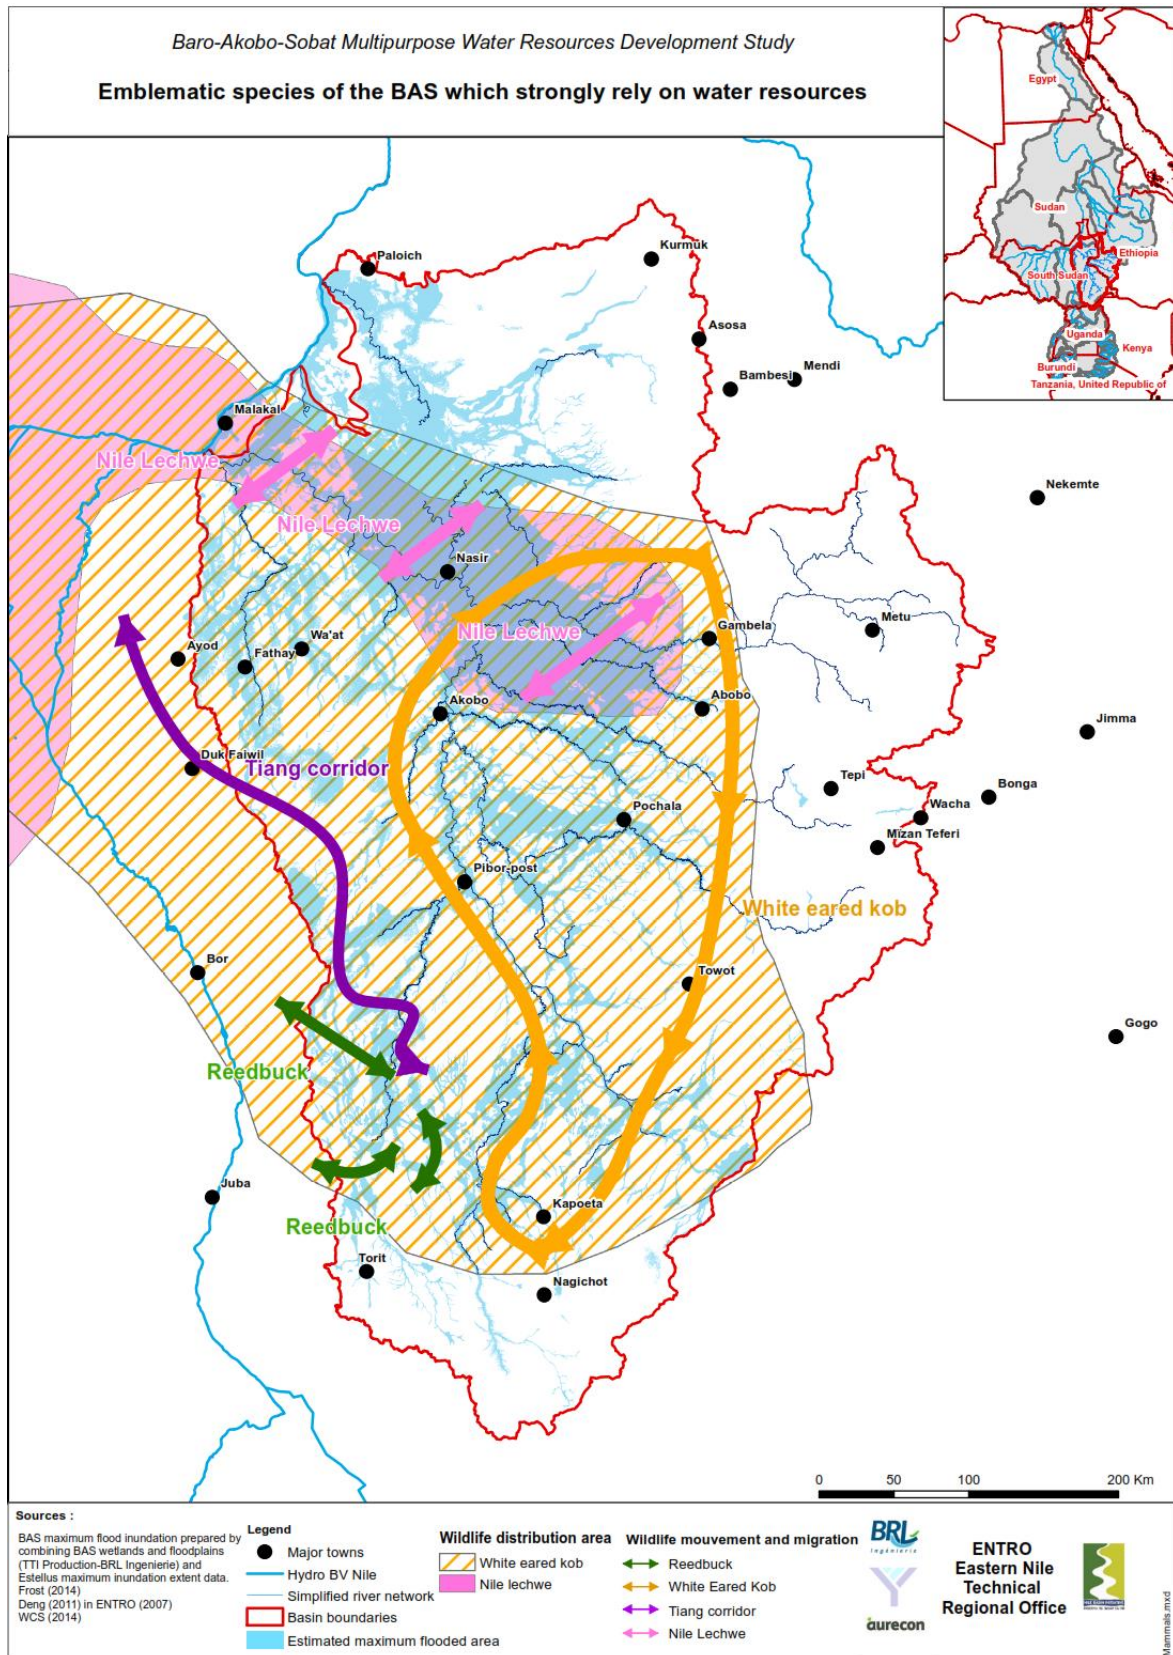 Baro-Akobo-Sobat Multipurpose Water Resources Development Study
Emblematic species of the BAS which strongly rely on water resources
Egypt
Sudan
Ethiopia
South Sudan
Uganda
Kenya
Burundi
Tanzania, United Republic of
Paloich
Kurmuk
Asosa
Bambesi
Mendi
Malakal
Nile Lechwe
Nekemte
Nile Lechwe
Nasir
Nile Lechwe
Gambela
Metu
Wa'at
Ayod
Fathay
Akobo
Abobo
Jimma
Duk Faiwil
Tiang corridor
Tepi
Bonga
Wacha
Pochala
Mizan Teferi
Pibor-post
White eared kob
Bor
Towot
Gogo
Reedbuck
Juba
Kapoeta
Reedbuck
Torit
Nagichot
0 50 100 200 Km
Sources :
BAS maximum flood inundation prepared by
combining BAS wetlands and floodplains
(TTI Production-BRL Ingenierie) and
Estellus maximum inundation extent data.
Frost (2014)
Deng (2011) in ENTRO (2007)
WCS (2014)
Legend
Major towns
Hydro BV Nile
Simplified river network
Basin boundaries
Estimated maximum flooded area
Wildlife distribution area
White eared kob
Nile lechwe
Wildlife mouvement and migration
Reedbuck
White Eared Kob
Tiang corridor
Nile Lechwe
BRL
Ingénierie
aurecon
ENTRO
Eastern Nile
Technical
Regional Office
Mammals.mxd